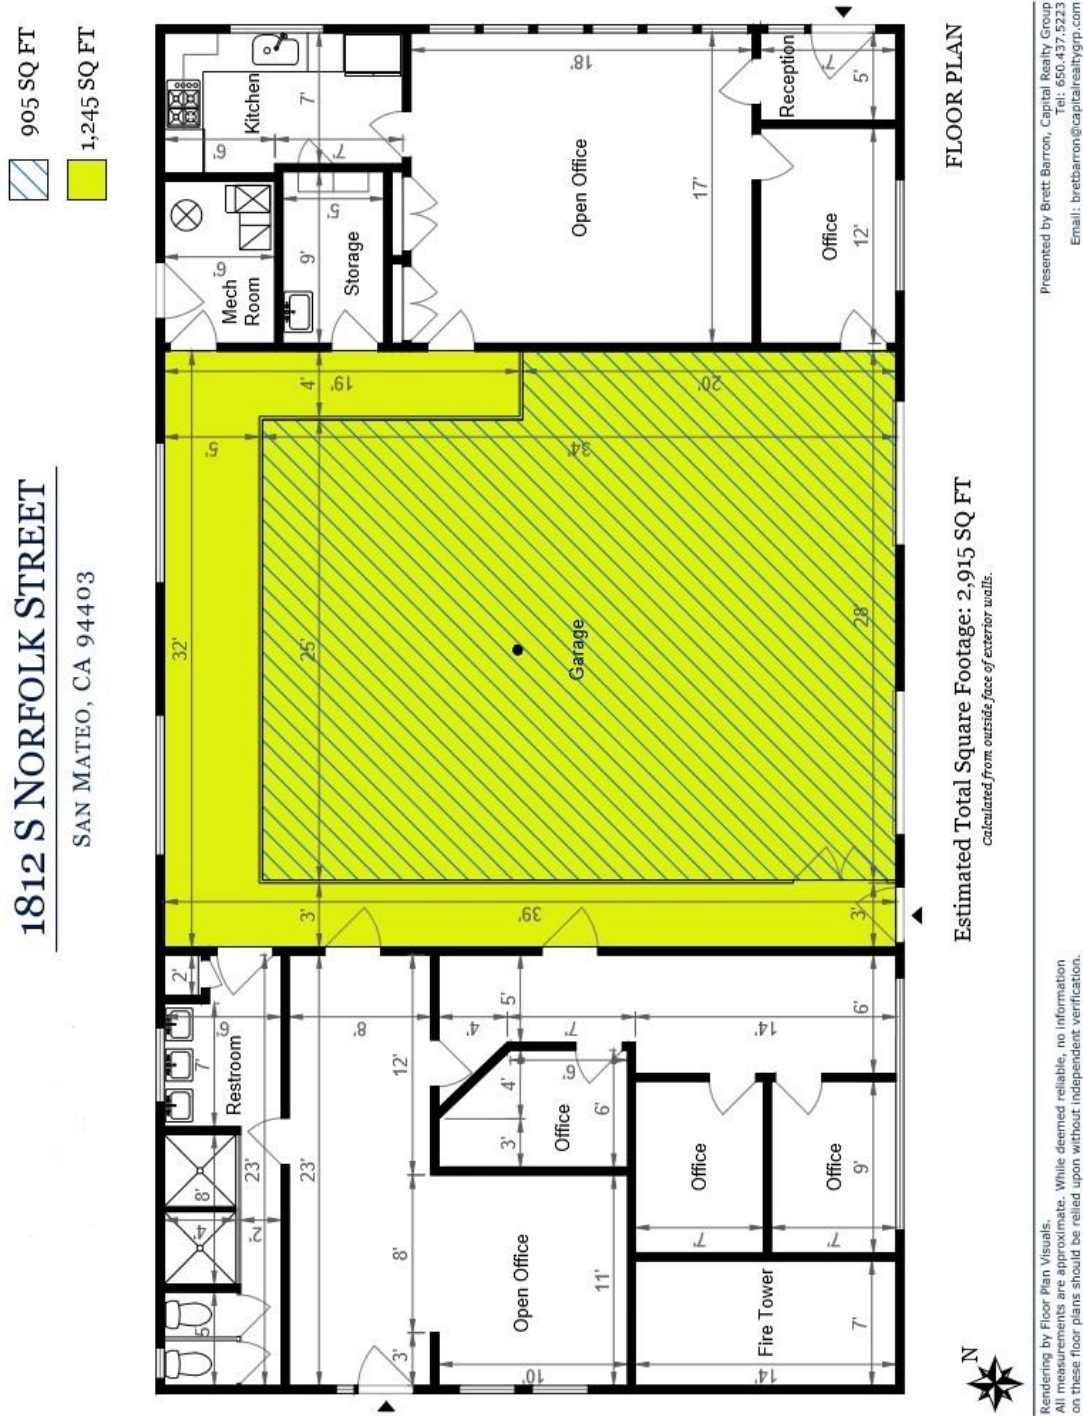 1812 S NORFOLK STREET
SAN MATEO, CA 94403
905 SQ FT
1,245 SQ FT
5'
8'
4'
2'
23'
7'
Restroom
6'
2'
32'
5'
19'
4'
6'
Mech
Room
6'
Kitchen
7'
7'
3'
8'
12'
23'
8'
3'
25'
9'
Storage
5'
10'
Open Office
11'
3'
4'
Office
6'
6'
5'
4'
7'
39'
Garage
34'
20'
Open Office
17'
18'
14'
Fire Tower
7'
7'
Office
7'
Office
9'
14'
6'
3'
28'
Office
12'
Reception
7'
5'
N
Estimated Total Square Footage: 2,915 SQ FT
Calculated from outside face of exterior walls.
FLOOR PLAN
Rendering by Floor Plan Visuals.
All measurements are approximate. While deemed reliable, no information
on these floor plans should be relied upon without independent verification.
Presented by Brett Barron, Capital Realty Group
Tel: 650.437.5223
Email: bretbarron@capitalrealtygrp.com